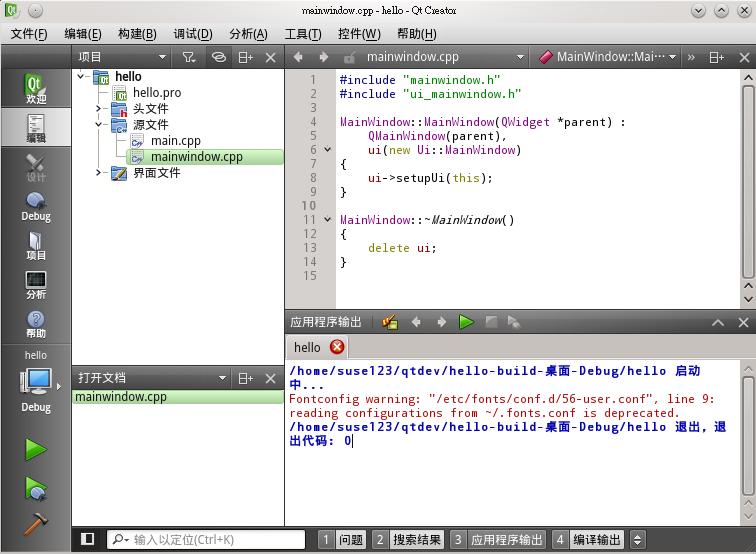 mainwindow.cpp - hello - Qt Creator
文件(F) 编辑(E) 构建(B) 调试(D) 分析(A) 工具(T) 控件(W) 帮助(H)
项目
mainwindow.cpp
MainWindow::Mai···
Qt
欢迎
编辑
设计
Debug
项目
分析
帮助
hello
Debug
hello
hello.pro
头文件
源文件
main.cpp
mainwindow.cpp
界面文件
打开文档
mainwindow.cpp
1 #include "mainwindow.h"
2 #include "ui_mainwindow.h"
3
4 MainWindow::MainWindow(QWidget *parent) :
5 QMainWindow(parent),
6 ui(new Ui::MainWindow)
7 {
8 ui->setupUi(this);
9 }
10
11 MainWindow::~MainWindow()
12 {
13 delete ui;
14 }
15
应用程序输出
hello
/home/suse123/qtdev/hello-build-桌面-Debug/hello 启动
中...
Fontconfig warning: "/etc/fonts/conf.d/56-user.conf", line 9:
reading configurations from ~/.fonts.conf is deprecated.
/home/suse123/qtdev/hello-build-桌面-Debug/hello 退出，退
出代码: 0
输入以定位(Ctrl+K)
1 问题 2 搜索结果 3 应用程序输出 4 编译输出